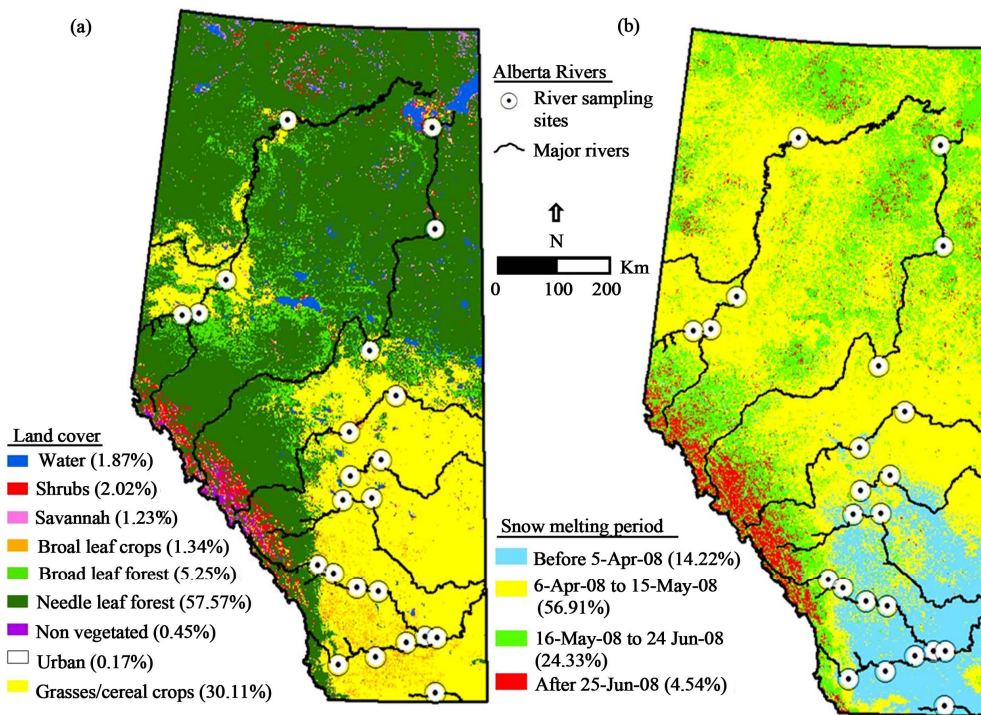 (a)
(b)
Alberta Rivers
River sampling
sites
Major rivers
N
Km
0 100 200
Land cover
Water (1.87%)
Shrubs (2.02%)
Savannah (1.23%)
Broal leaf crops (1.34%)
Broad leaf forest (5.25%)
Needle leaf forest (57.57%)
Non vegetated (0.45%)
Urban (0.17%)
Grasses/cereal crops (30.11%)
Snow melting period
Before 5-Apr-08 (14.22%)
6-Apr-08 to 15-May-08
(56.91%)
16-May-08 to 24 Jun-08
(24.33%)
After 25-Jun-08 (4.54%)